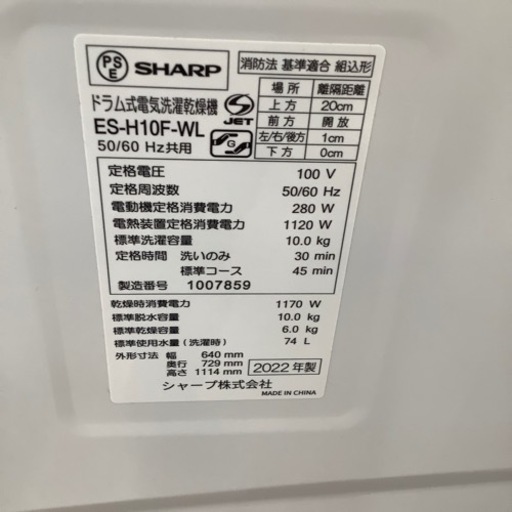 PSE SHARP
ドラム式電気洗濯乾燥機
ES-H10F-WL
50/60 Hz共用
S JET
G
消防法 基準適合 組込形
場所 離隔距離
上方 20cm
前方 開放
左/右/後方 1cm
下方 0cm
定格電圧 100 V
定格周波数 50/60 Hz
電動機定格消費電力 280 W
電熱装置定格消費電力 1120 W
標準洗濯容量 10.0 kg
定格時間 洗いのみ 30 min
標準コース 45 min
製造番号 1007859
乾燥時消費電力 1170 W
標準脱水容量 10.0 kg
標準乾燥容量 6.0 kg
標準使用水量 (洗濯時) 74 L
外形寸法 幅 640 mm
奥行 729 mm
高さ 1114 mm
2022年製
シャープ株式会社
MADE IN CHINA